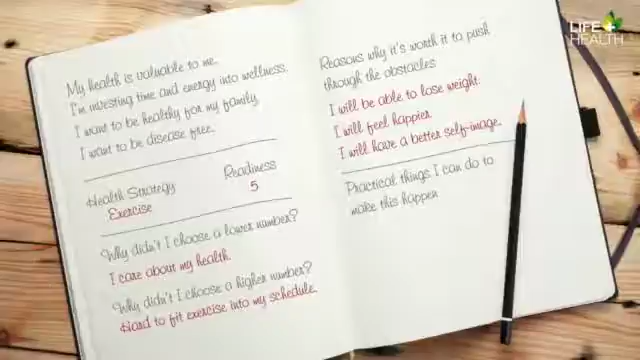 My health is valuable to me.
I'm investing time and energy into wellness.
I want to be healthy for my family.
I want to be disease free.
Health Strategy
Readiness
Exercise
5
Why didn't I choose a lower number?
I care about my health.
Why didn't I choose a higher number?
Hard to fit exercise into my schedule.
Reasons why it's worth it to push
through the obstacles
I will be able to lose weight.
I will feel happier.
I will have a better self-image.
Practical things I can do to
make this happen
LIFE+
HEALTH